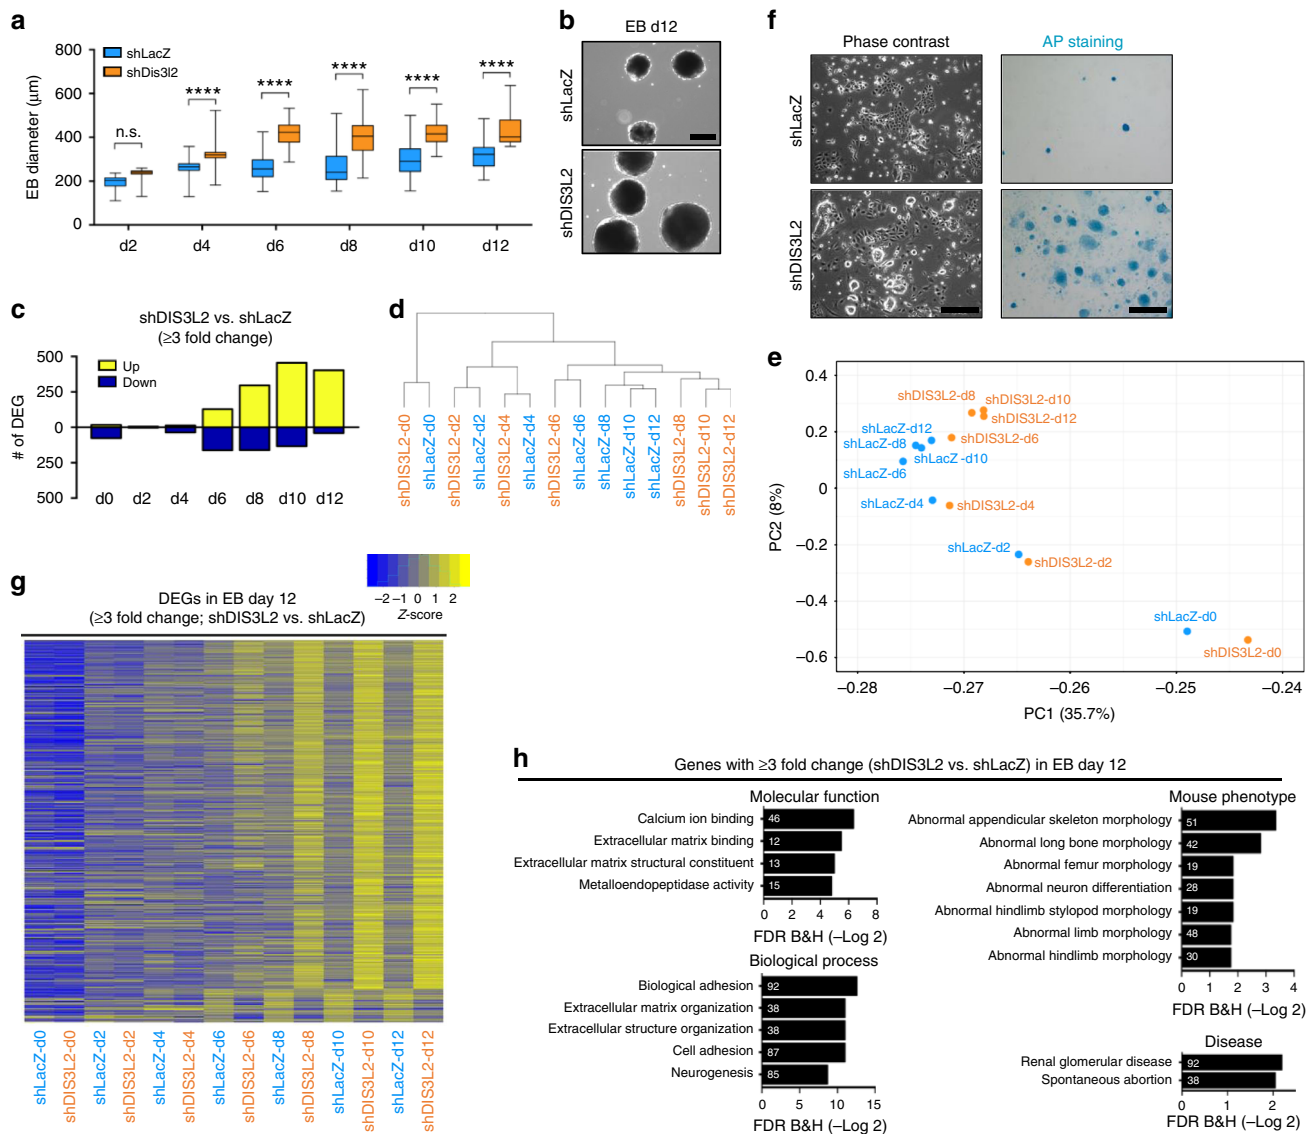 a
800
600
400
200
0
EB diameter (μm)
shLacZ
shDis3l2
n.s.
****
****
****
****
****
d2 d4 d6 d8 d10 d12
b
EB d12
shLacZ
shDIS3L2
f
Phase contrast
AP staining
shLacZ
shDIS3L2
c
shDIS3L2 vs. shLacZ
(≥3 fold change)
500
250
0
250
500
# of DEG
Up
Down
d0 d2 d4 d6 d8 d10 d12
d
shDIS3L2-d0
shLacZ-d0
shDIS3L2-d2
shLacZ-d2
shDIS3L2-d4
shLacZ-d4
shDIS3L2-d6
shLacZ-d6
shLacZ-d8
shLacZ-d10
shLacZ-d12
shDIS3L2-d8
shDIS3L2-d10
shDIS3L2-d12
e
0.4
0.2
0
−0.2
−0.4
−0.6
PC2 (8%)
shDIS3L2-d8
shDIS3L2-d10
shDIS3L2-d12
shLacZ-d12
shDIS3L2-d6
shLacZ-d8
shLacZ-d10
shLacZ-d6
shLacZ-d4
shDIS3L2-d4
shLacZ-d2
shDIS3L2-d2
shLacZ-d0
shDIS3L2-d0
−0.28 −0.27 −0.26 −0.25 −0.24
PC1 (35.7%)
g
−2 −1 0 1 2
Z-score
DEGs in EB day 12
(≥3 fold change; shDIS3L2 vs. shLacZ)
shLacZ-d0
shDIS3L2-d0
shLacZ-d2
shDIS3L2-d2
shLacZ-d4
shDIS3L2-d4
shLacZ-d6
shDIS3L2-d6
shLacZ-d8
shDIS3L2-d8
shLacZ-d10
shDIS3L2-d10
shLacZ-d12
shDIS3L2-d12
h
Genes with ≥3 fold change (shDIS3L2 vs. shLacZ) in EB day 12
Molecular function
Calcium ion binding 46
Extracellular matrix binding 12
Extracellular matrix structural constituent 13
Metalloendopeptidase activity 15
0 2 4 6 8
FDR B&H (−Log 2)
Biological process
Biological adhesion 92
Extracellular matrix organization 38
Extracellular structure organization 38
Cell adhesion 87
Neurogenesis 85
0 5 10 15
FDR B&H (−Log 2)
Mouse phenotype
Abnormal appendicular skeleton morphology 51
Abnormal long bone morphology 42
Abnormal femur morphology 19
Abnormal neuron differentiation 28
Abnormal hindlimb stylopod morphology 19
Abnormal limb morphology 48
Abnormal hindlimb morphology 30
0 1 2 3 4
FDR B&H (−Log 2)
Disease
Renal glomerular disease 92
Spontaneous abortion 38
0 1 2
FDR B&H (−Log 2)